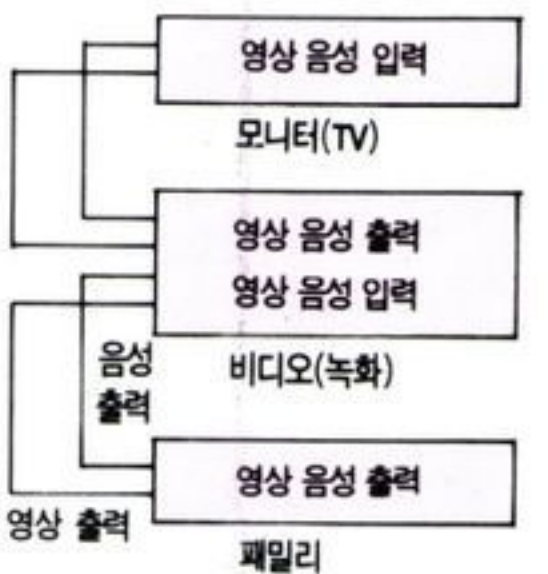 영상 음성 입력
모니터(TV)
영상 음성 출력
영상 음성 입력
음성
출력
비디오(녹화)
영상 음성 출력
영상 출력
패밀리